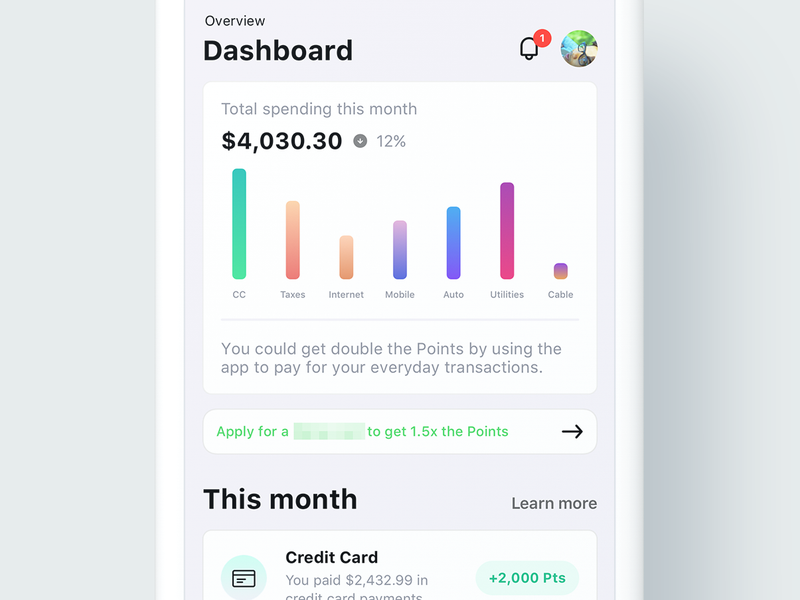 Overview
Dashboard
1
Total spending this month
$4,030.30 12%
CC Taxes Internet Mobile Auto Utilities Cable
You could get double the Points by using the
app to pay for your everyday transactions.
Apply for a to get 1.5x the Points
This month
Learn more
Credit Card
You paid $2,432.99 in
credit card payments
+2,000 Pts